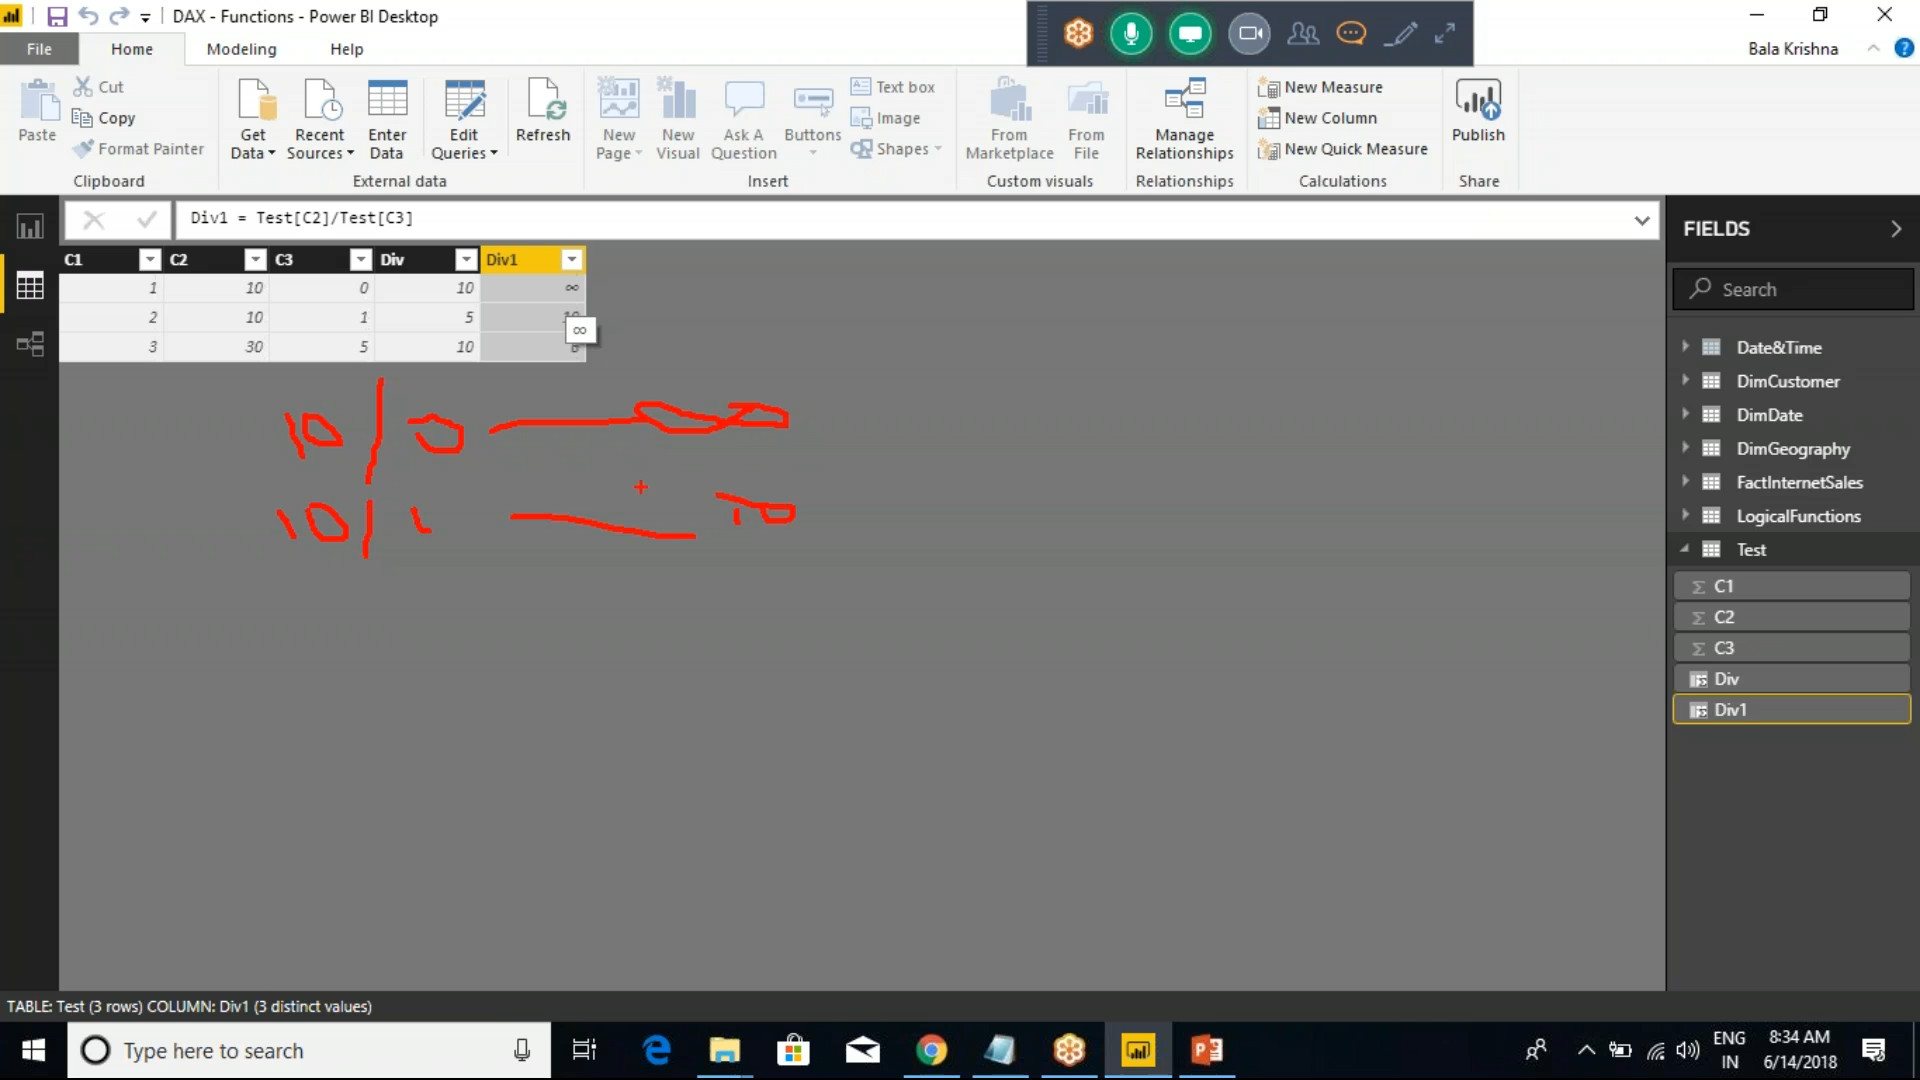 DAX - Functions - Power BI Desktop
File Home Modeling Help Bala Krishna
Paste Cut Copy Format Painter Clipboard
Get Data Recent Sources Enter Data Edit Queries Refresh External data
New Page New Visual Ask A Question Buttons Text box Image Shapes Insert
From Marketplace From File Custom visuals
Manage Relationships Relationships
New Measure New Column New Quick Measure Calculations
Publish Share
Div1 = Test[C2]/Test[C3]
C1 C2 C3 Div Div1
1 10 0 10 ∞
2 10 1 5
∞
3 30 5 10
10 / 0 ∞
10 / 1 10
FIELDS
Search
Date&Time
DimCustomer
DimDate
DimGeography
FactInternetSales
LogicalFunctions
Test
Σ C1
Σ C2
Σ C3
Div
Div1
TABLE: Test (3 rows) COLUMN: Div1 (3 distinct values)
Type here to search
ENG IN
8:34 AM
6/14/2018